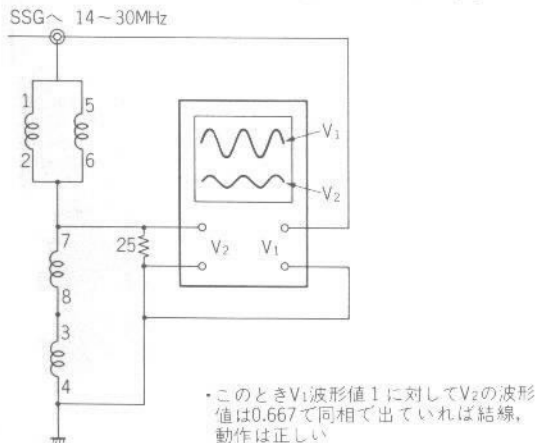 SSGへ 14～30MHz
1
5
2
6
V₁
V₂
7
25
V₂
V₁
8
3
4
・このときV₁波形値1に対してV₂の波形
値は0.667で同相で出ていれば結線,
動作は正しい